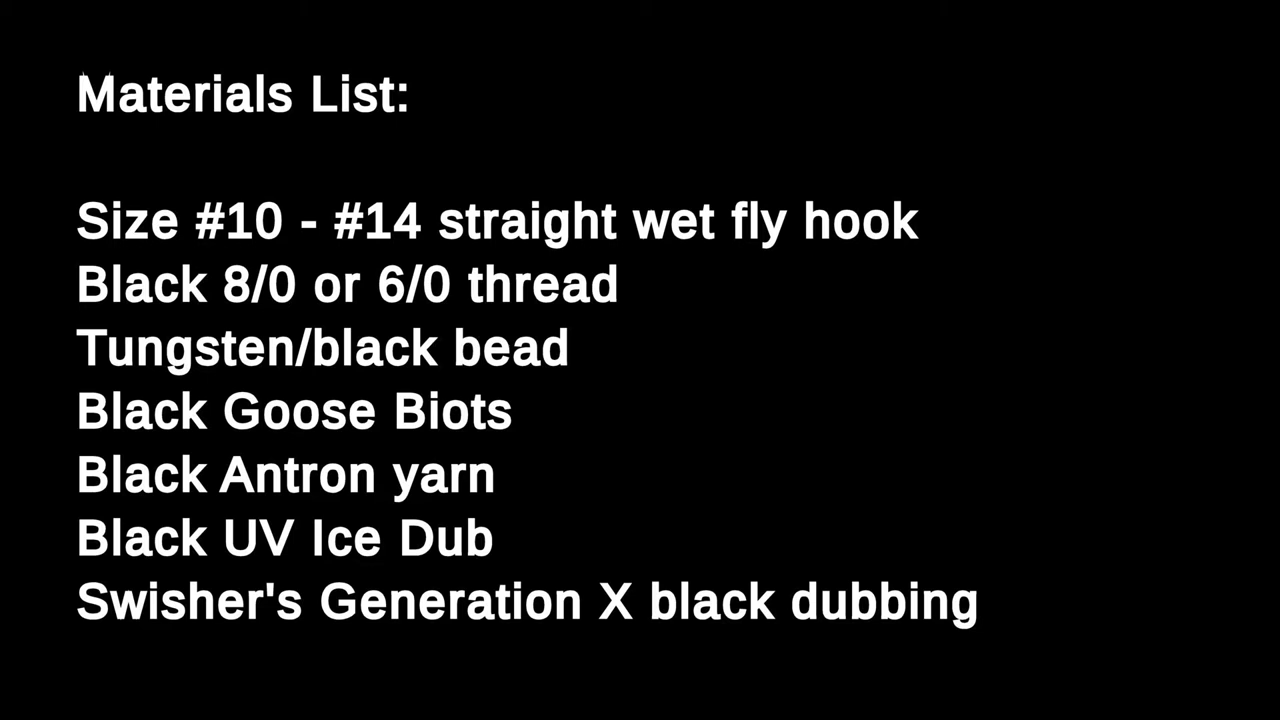 Materials List:
Size #10 - #14 straight wet fly hook
Black 8/0 or 6/0 thread
Tungsten/black bead
Black Goose Biots
Black Antron yarn
Black UV Ice Dub
Swisher's Generation X black dubbing